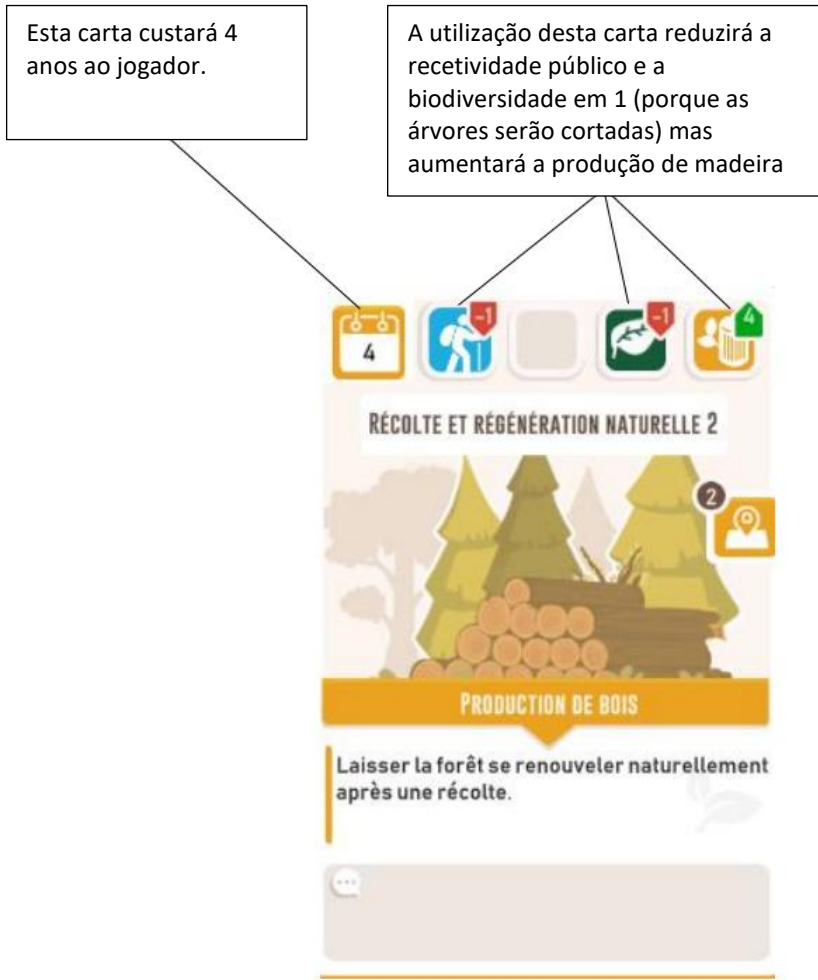 Esta carta custará 4
anos ao jogador.
A utilização desta carta reduzirá a
recetividade público e a
biodiversidade em 1 (porque as
árvores serão cortadas) mas
aumentará a produção de madeira
4
-1
-1
4
RÉCOLTE ET RÉGÉNÉRATION NATURELLE 2
2
PRODUCTION DE BOIS
Laisser la forêt se renouveler naturellement
après une récolte.